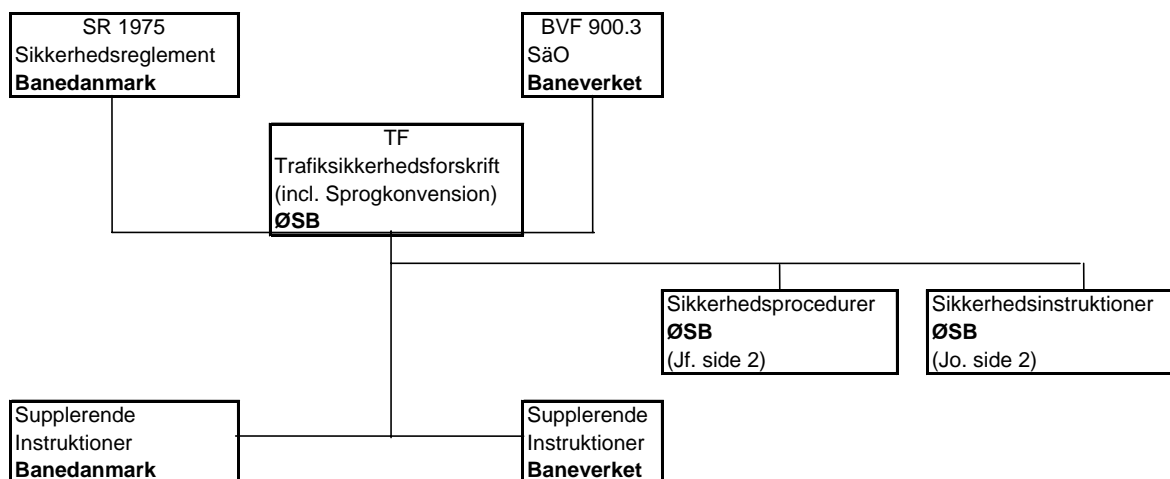 SR 1975
Sikkerhedsreglement
Banedanmark
BVF 900.3
SäO
Baneverket
TF
Trafiksikkerhedsforskrift
(incl. Sprogkonvension)
ØSB
Sikkerhedsprocedurer
ØSB
(Jf. side 2)
Sikkerhedsinstruktioner
ØSB
(Jo. side 2)
Supplerende
Instruktioner
Banedanmark
Supplerende
Instruktioner
Baneverket